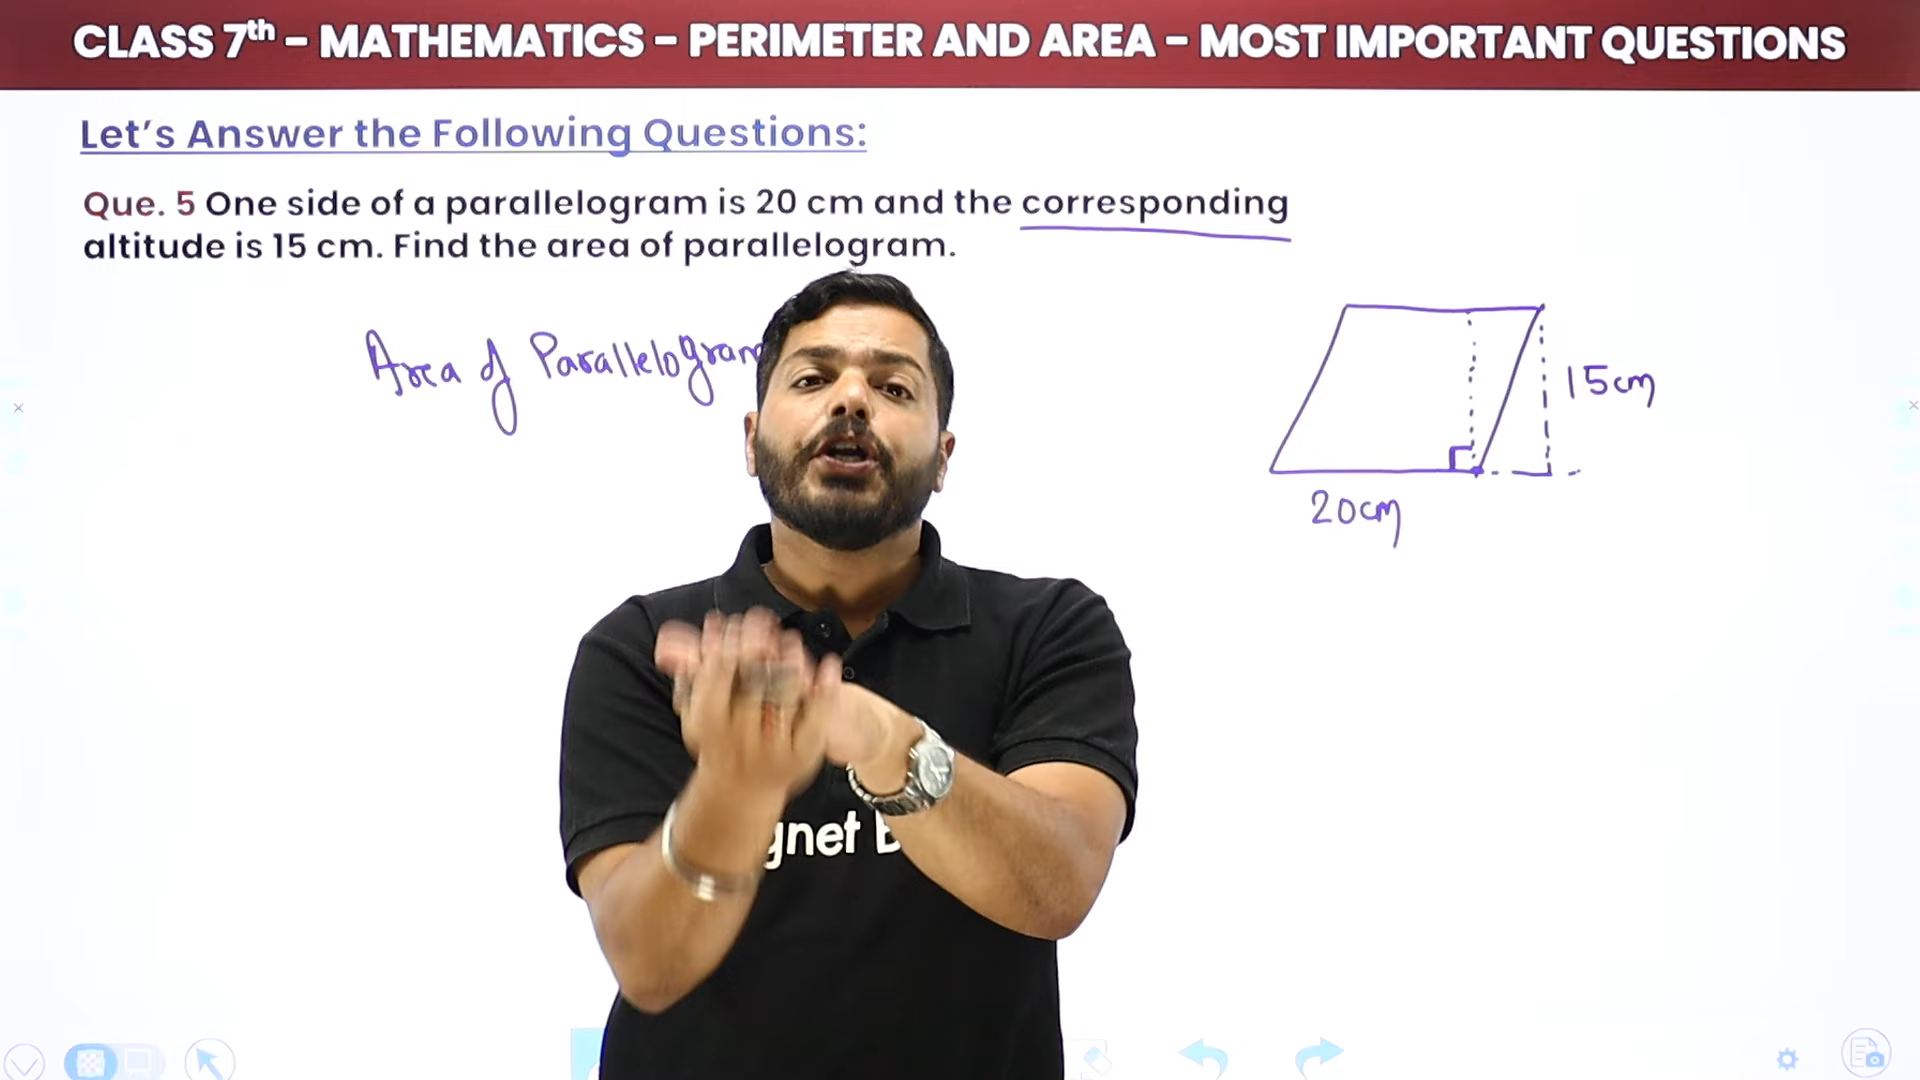 CLASS 7th – MATHEMATICS – PERIMETER AND AREA – MOST IMPORTANT QUESTIONS
Let's Answer the Following Questions:
Que. 5 One side of a parallelogram is 20 cm and the corresponding
altitude is 15 cm. Find the area of parallelogram.
Area of Parallelogram
15cm
20cm
gnet B